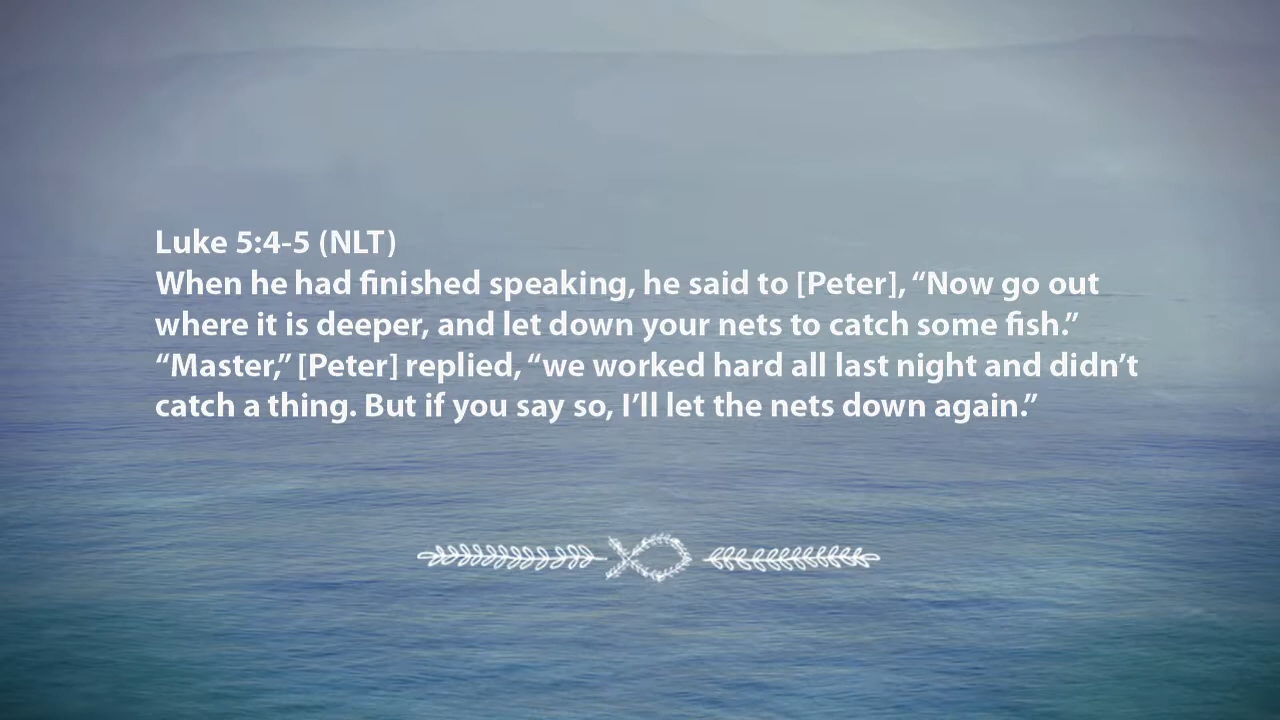 Luke 5:4-5 (NLT)
When he had finished speaking, he said to [Peter], “Now go out
where it is deeper, and let down your nets to catch some fish.”
“Master,” [Peter] replied, “we worked hard all last night and didn’t
catch a thing. But if you say so, I’ll let the nets down again.”